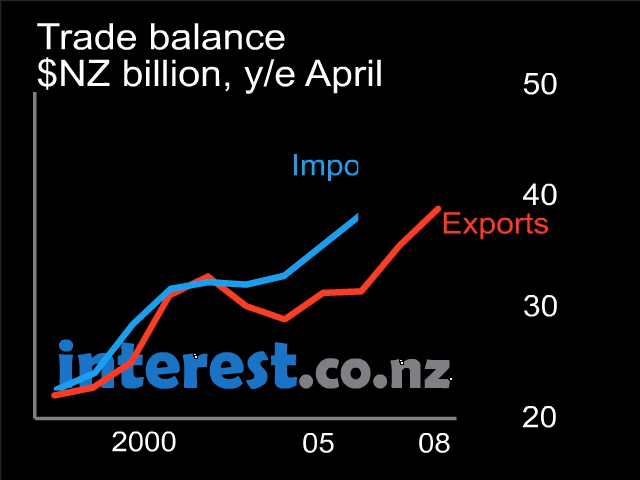 Trade balance
$NZ billion, y/e April
50
Impo
40
Exports
30
interest.co.nz
20
2000 05 08